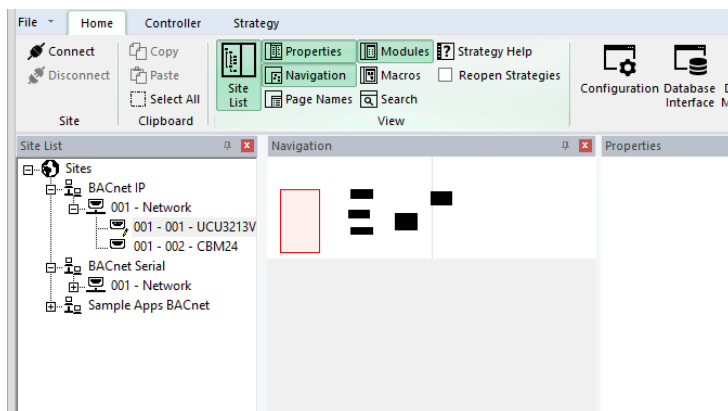 File Home Controller Strategy
Connect Copy Properties Modules Strategy Help
Disconnect Paste Navigation Macros Reopen Strategies
Select All Site List Page Names Search
Configuration Database Interface
Site Clipboard View
Site List Navigation Properties
Sites
BACnet IP
001 - Network
001 - 001 - UCU3213V
001 - 002 - CBM24
BACnet Serial
001 - Network
Sample Apps BACnet